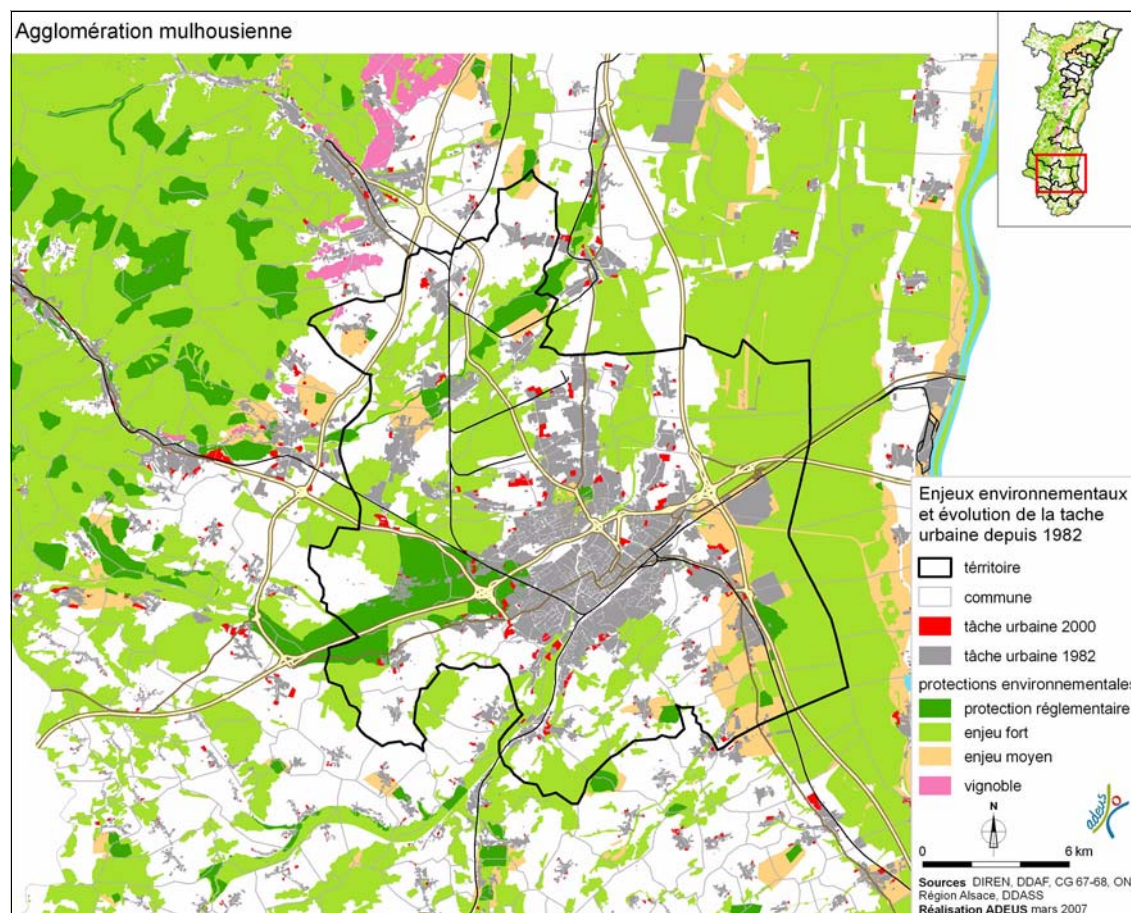 Agglomération mulhousienne
Enjeux environnementaux
et évolution de la tache
urbaine depuis 1982
térritoire
commune
tâche urbaine 2000
tâche urbaine 1982
protections environnementales
protection réglementaire
enjeu fort
enjeu moyen
vignoble
N
adeus
0 6 km
Sources DIREN, DDAF, CG 67-68, ON
Région Alsace, DDASS
Réalisation ADEUS mars 2007